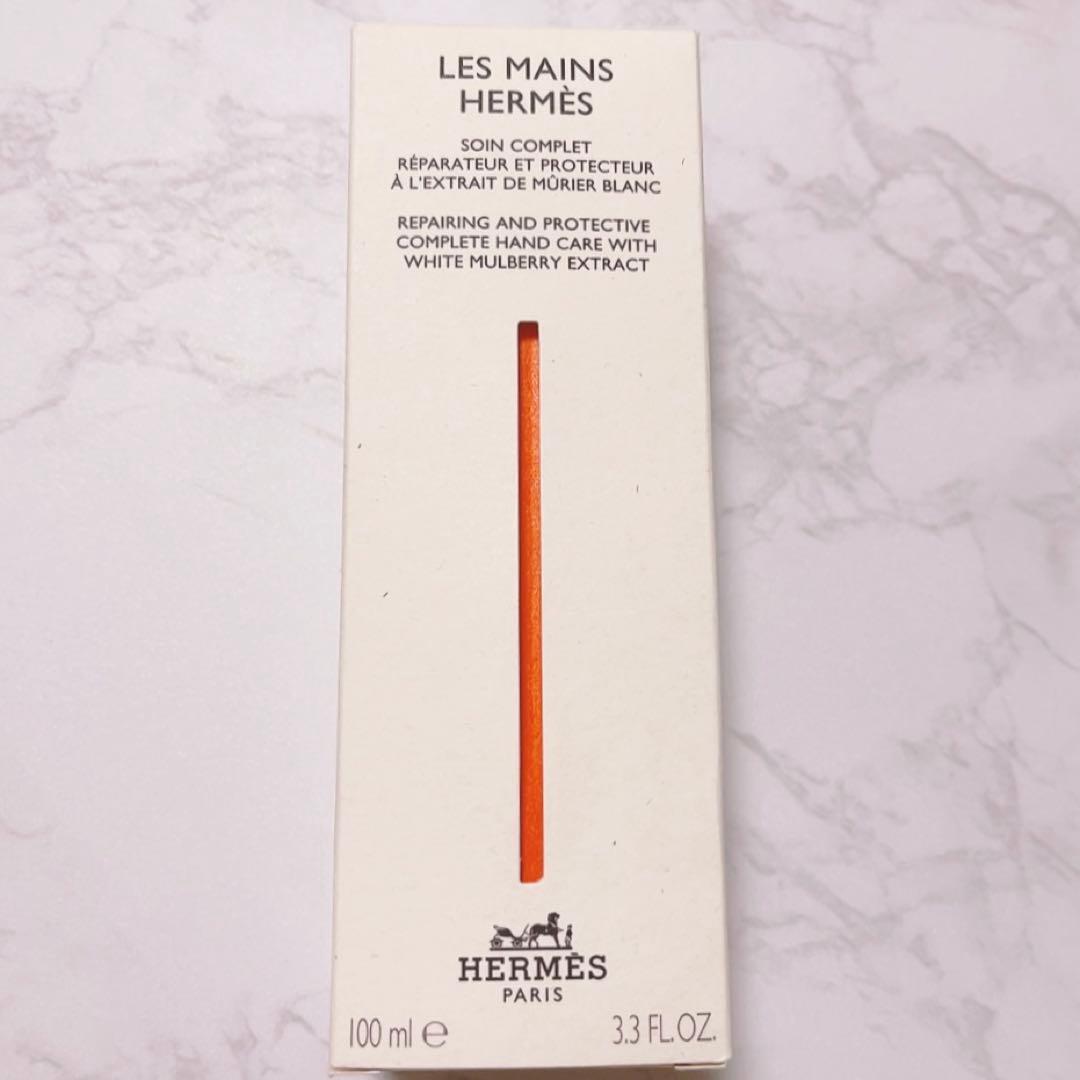 LES MAINS
HERMÈS
SOIN COMPLET
RÉPARATEUR ET PROTECTEUR
À L'EXTRAIT DE MÛRIER BLANC
REPAIRING AND PROTECTIVE
COMPLETE HAND CARE WITH
WHITE MULBERRY EXTRACT
HERMÈS
PARIS
100 ml ℮ 3.3 FL.OZ.